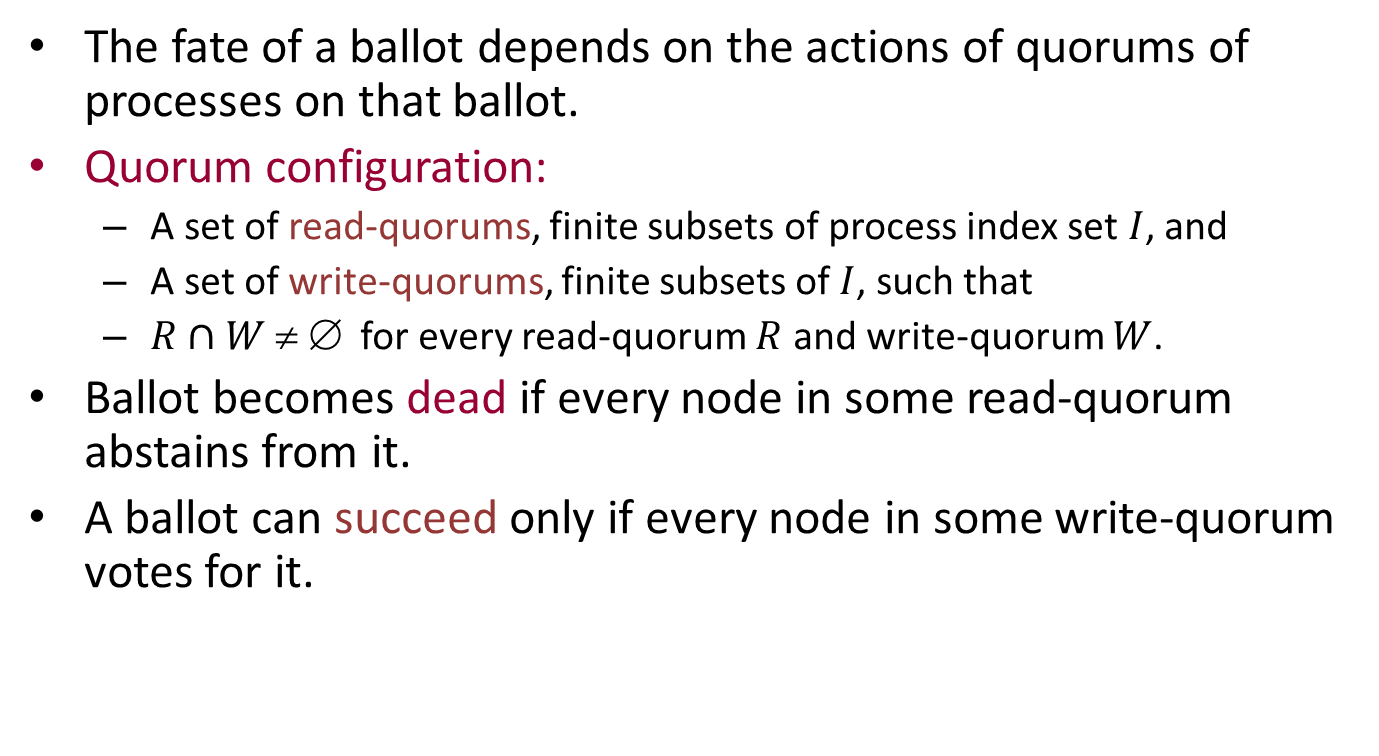 • The fate of a ballot depends on the actions of quorums of
processes on that ballot.
• Quorum configuration:
– A set of read-quorums, finite subsets of process index set I, and
– A set of write-quorums, finite subsets of I, such that
– R ∩ W ≠ ∅ for every read-quorum R and write-quorum W.
• Ballot becomes dead if every node in some read-quorum
abstains from it.
• A ballot can succeed only if every node in some write-quorum
votes for it.